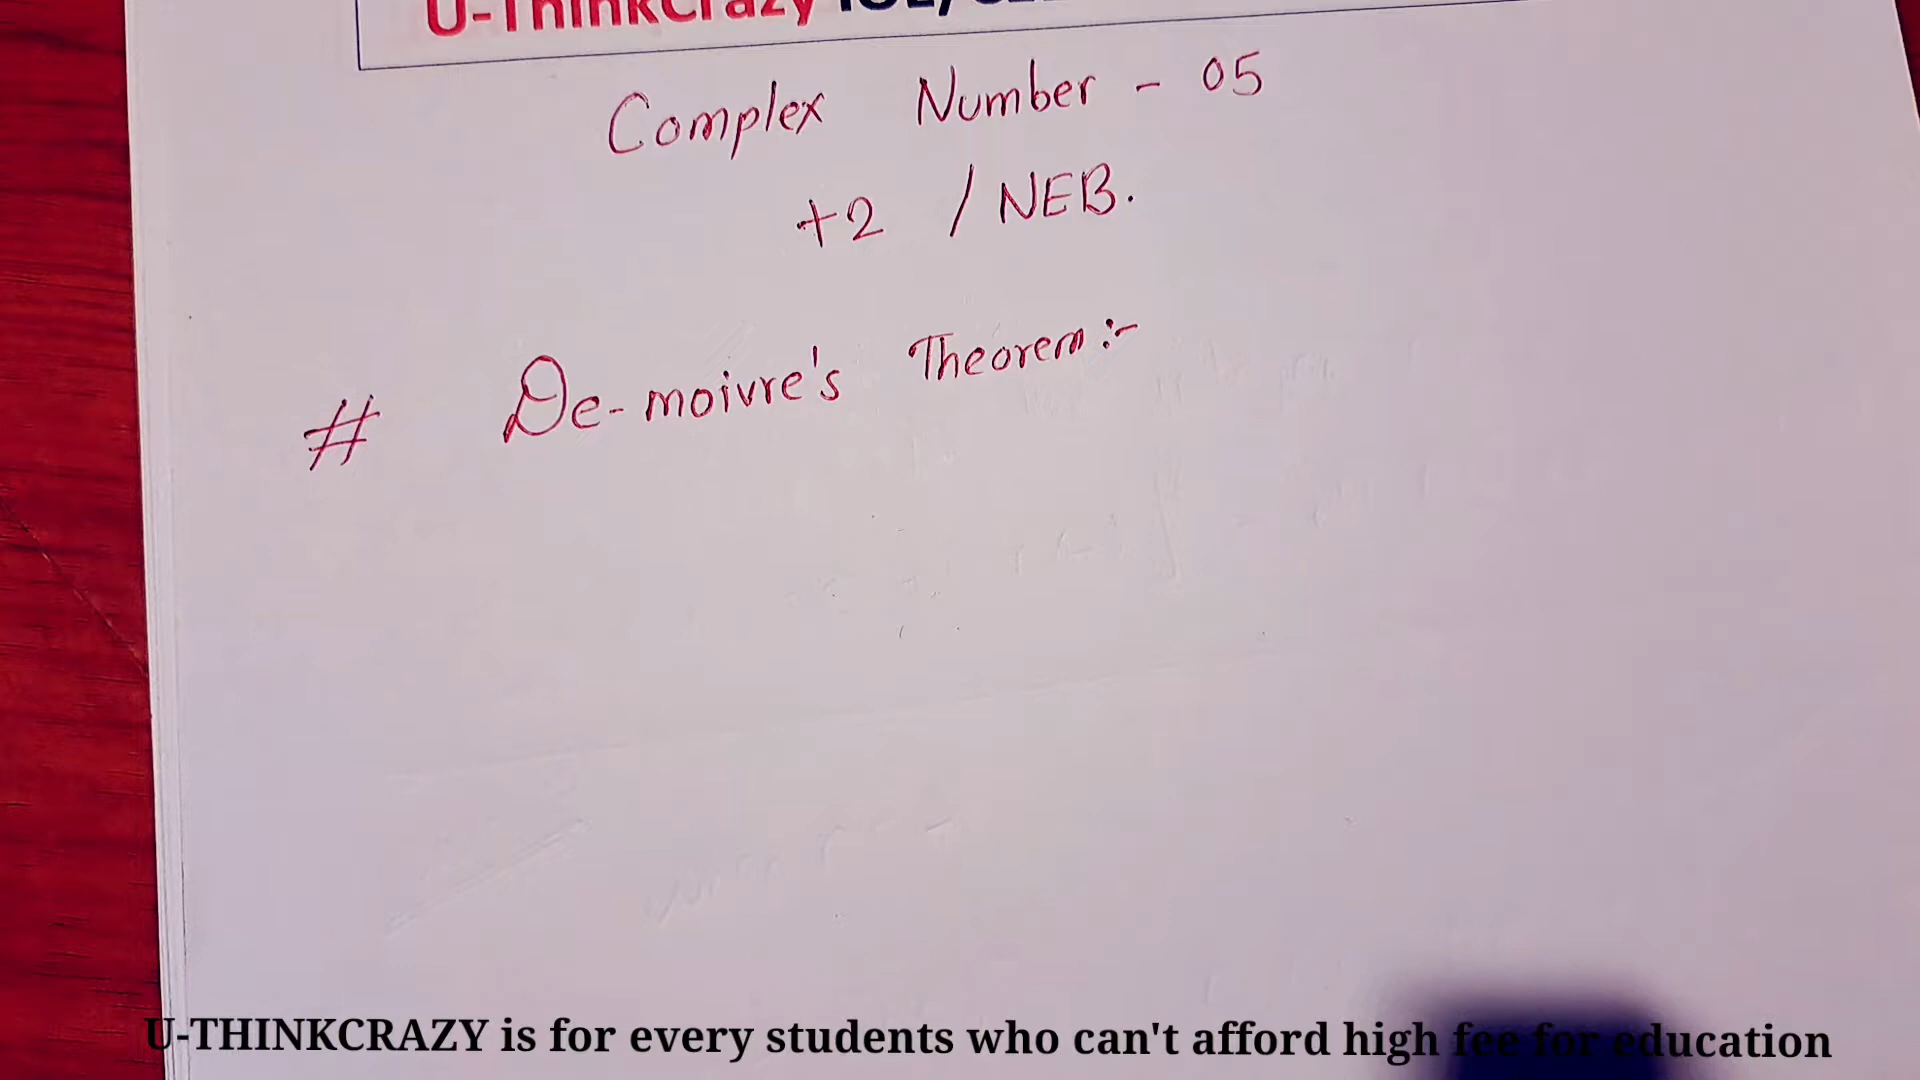 U-ThinkCrazy
Complex Number - 05
+2 / NEB.
# De-moivre's Theorem :-
U-THINKCRAZY is for every students who can't afford high fee for education